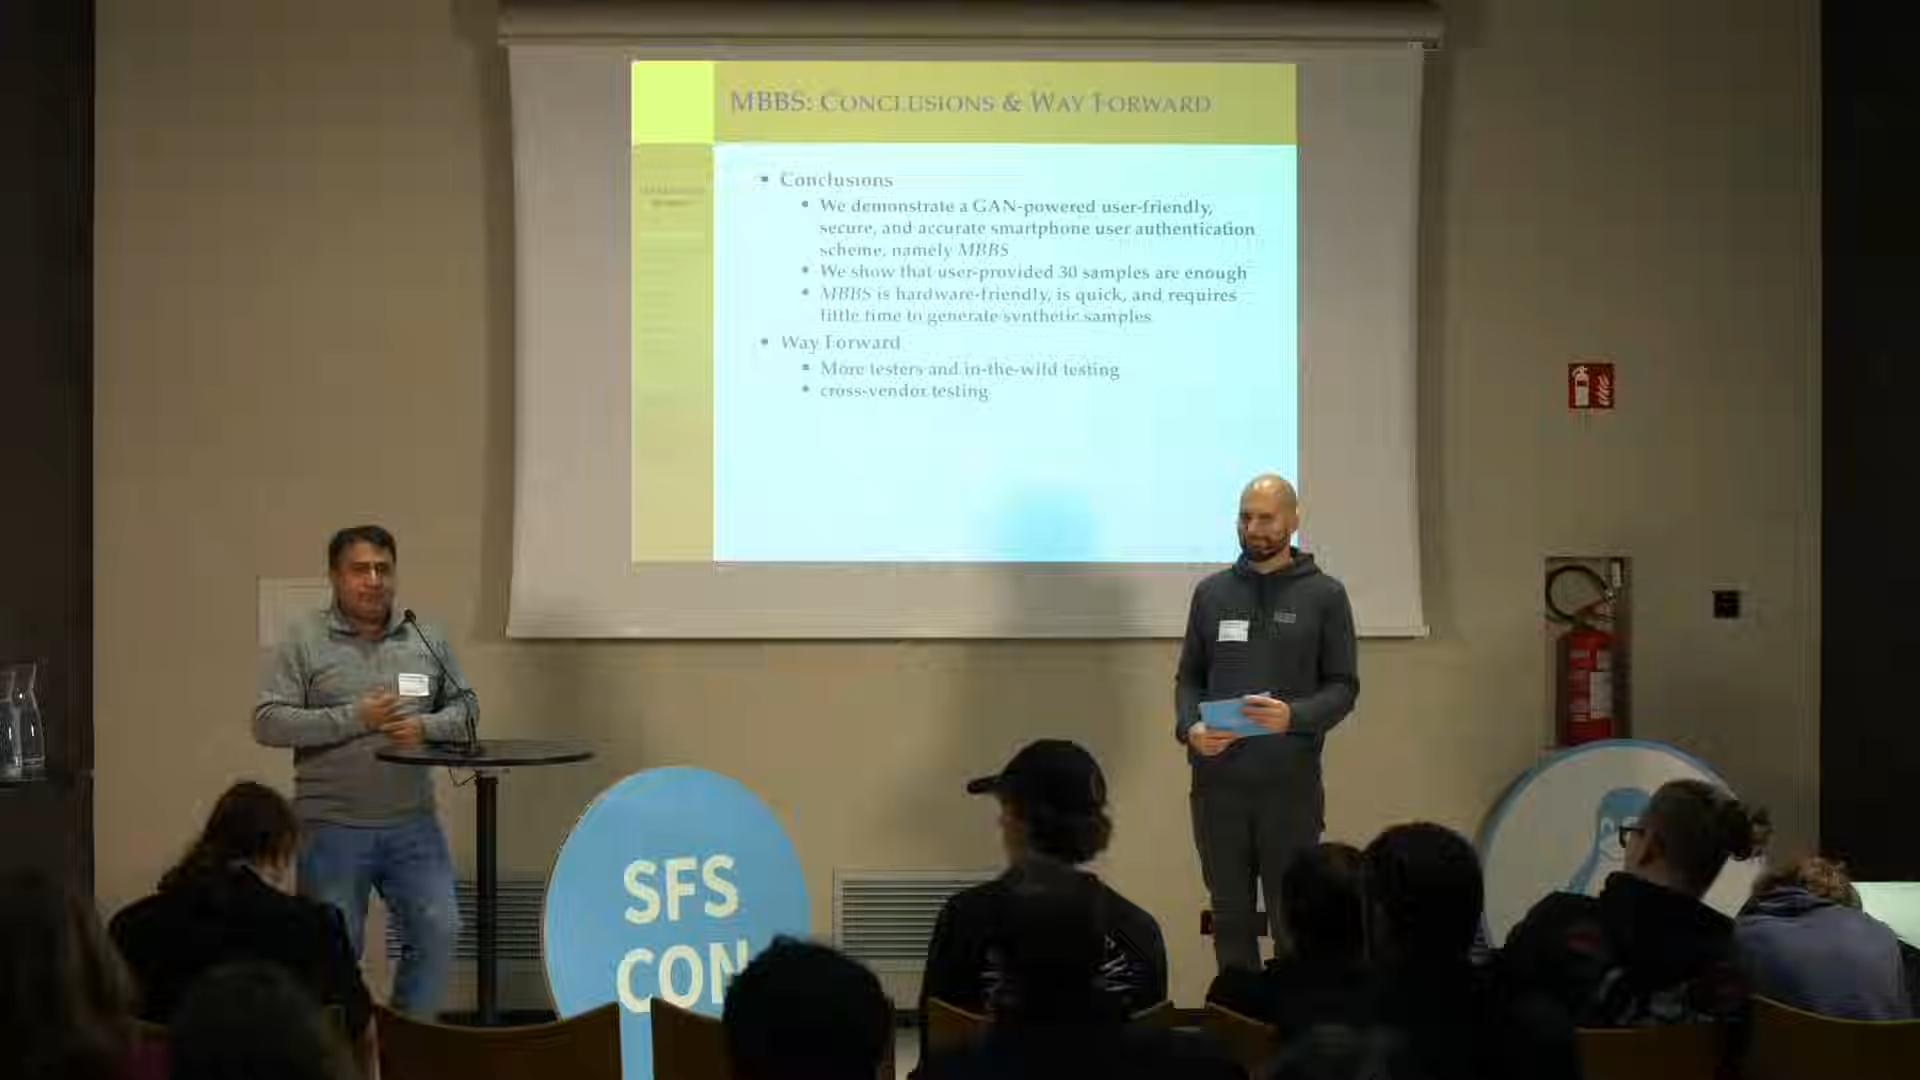 MBBS: CONCLUSIONS & WAY FORWARD
Conclusions
We demonstrate a GAN-powered user-friendly,
secure, and accurate smartphone user authentication
scheme, namely MBBS
We show that user-provided 30 samples are enough
MBBS is hardware-friendly, is quick, and requires
little time to generate synthetic samples
Way Forward
More testers and in-the-wild testing
cross-vendor testing
SFS
CON